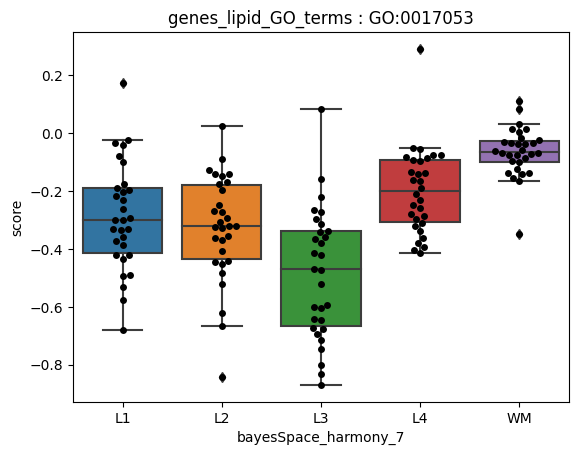 genes_lipid_GO_terms : GO:0017053
0.2
0.0
−0.2
−0.4
−0.6
−0.8
score
L1 L2 L3 L4 WM
bayesSpace_harmony_7